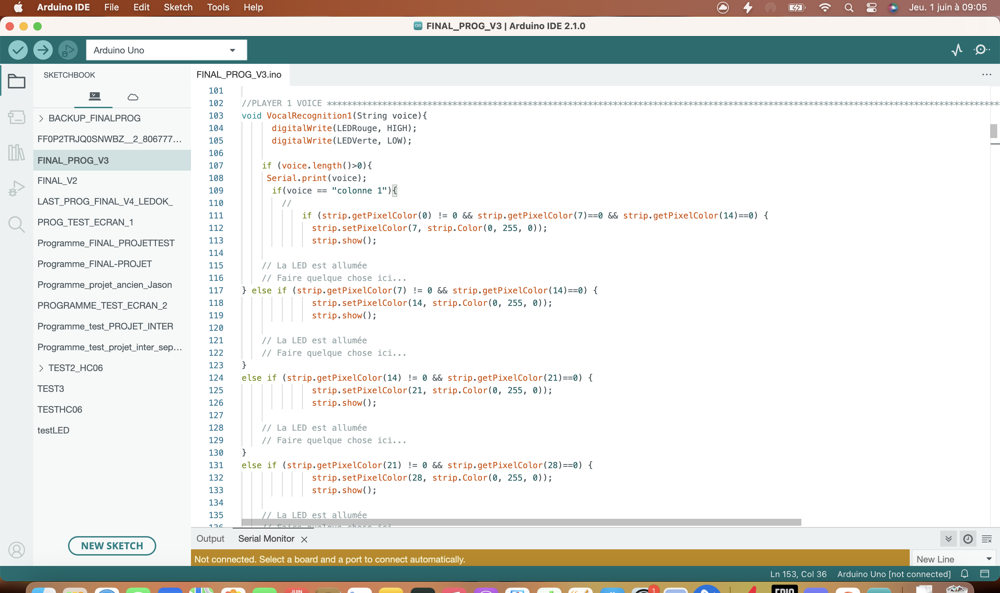 Arduino IDE File Edit Sketch Tools Help Jeu. 1 juin à 09:05
FINAL_PROG_V3 | Arduino IDE 2.1.0
Arduino Uno
SKETCHBOOK
BACKUP_FINALPROG
FF0P2TRJQ0SNWBZ__2_806777...
FINAL_PROG_V3
FINAL_V2
LAST_PROG_FINAL_V4_LEDOK_
PROG_TEST_ECRAN_1
Programme_FINAL_PROJETTEST
Programme_FINAL-PROJET
Programme_projet_ancien_Jason
PROGRAMME_TEST_ECRAN_2
Programme_test_PROJET_INTER
Programme_test_projet_inter_sep...
TEST2_HC06
TEST3
TESTHC06
testLED
NEW SKETCH
FINAL_PROG_V3.ino
101
102 //PLAYER 1 VOICE **************************************************************************************************************************************
103 void VocalRecognition1(String voice){
104 digitalWrite(LEDRouge, HIGH);
105 digitalWrite(LEDVerte, LOW);
106
107 if (voice.length()>0){
108 Serial.print(voice);
109 if(voice == "colonne 1"){
110 //
111 if (strip.getPixelColor(0) != 0 && strip.getPixelColor(7)==0 && strip.getPixelColor(14)==0) {
112 strip.setPixelColor(7, strip.Color(0, 255, 0));
113 strip.show();
114
115 // La LED est allumée
116 // Faire quelque chose ici...
117 } else if (strip.getPixelColor(7) != 0 && strip.getPixelColor(14)==0) {
118 strip.setPixelColor(14, strip.Color(0, 255, 0));
119 strip.show();
120
121 // La LED est allumée
122 // Faire quelque chose ici...
123 }
124 else if (strip.getPixelColor(14) != 0 && strip.getPixelColor(21)==0) {
125 strip.setPixelColor(21, strip.Color(0, 255, 0));
126 strip.show();
127
128 // La LED est allumée
129 // Faire quelque chose ici...
130 }
131 else if (strip.getPixelColor(21) != 0 && strip.getPixelColor(28)==0) {
132 strip.setPixelColor(28, strip.Color(0, 255, 0));
133 strip.show();
134
135 // La LED est allumée
136 // Faire quelque chose ici...
Output Serial Monitor
Not connected. Select a board and a port to connect automatically.
New Line
Ln 153, Col 36 Arduino Uno [not connected]
JUIN
1
EPIC